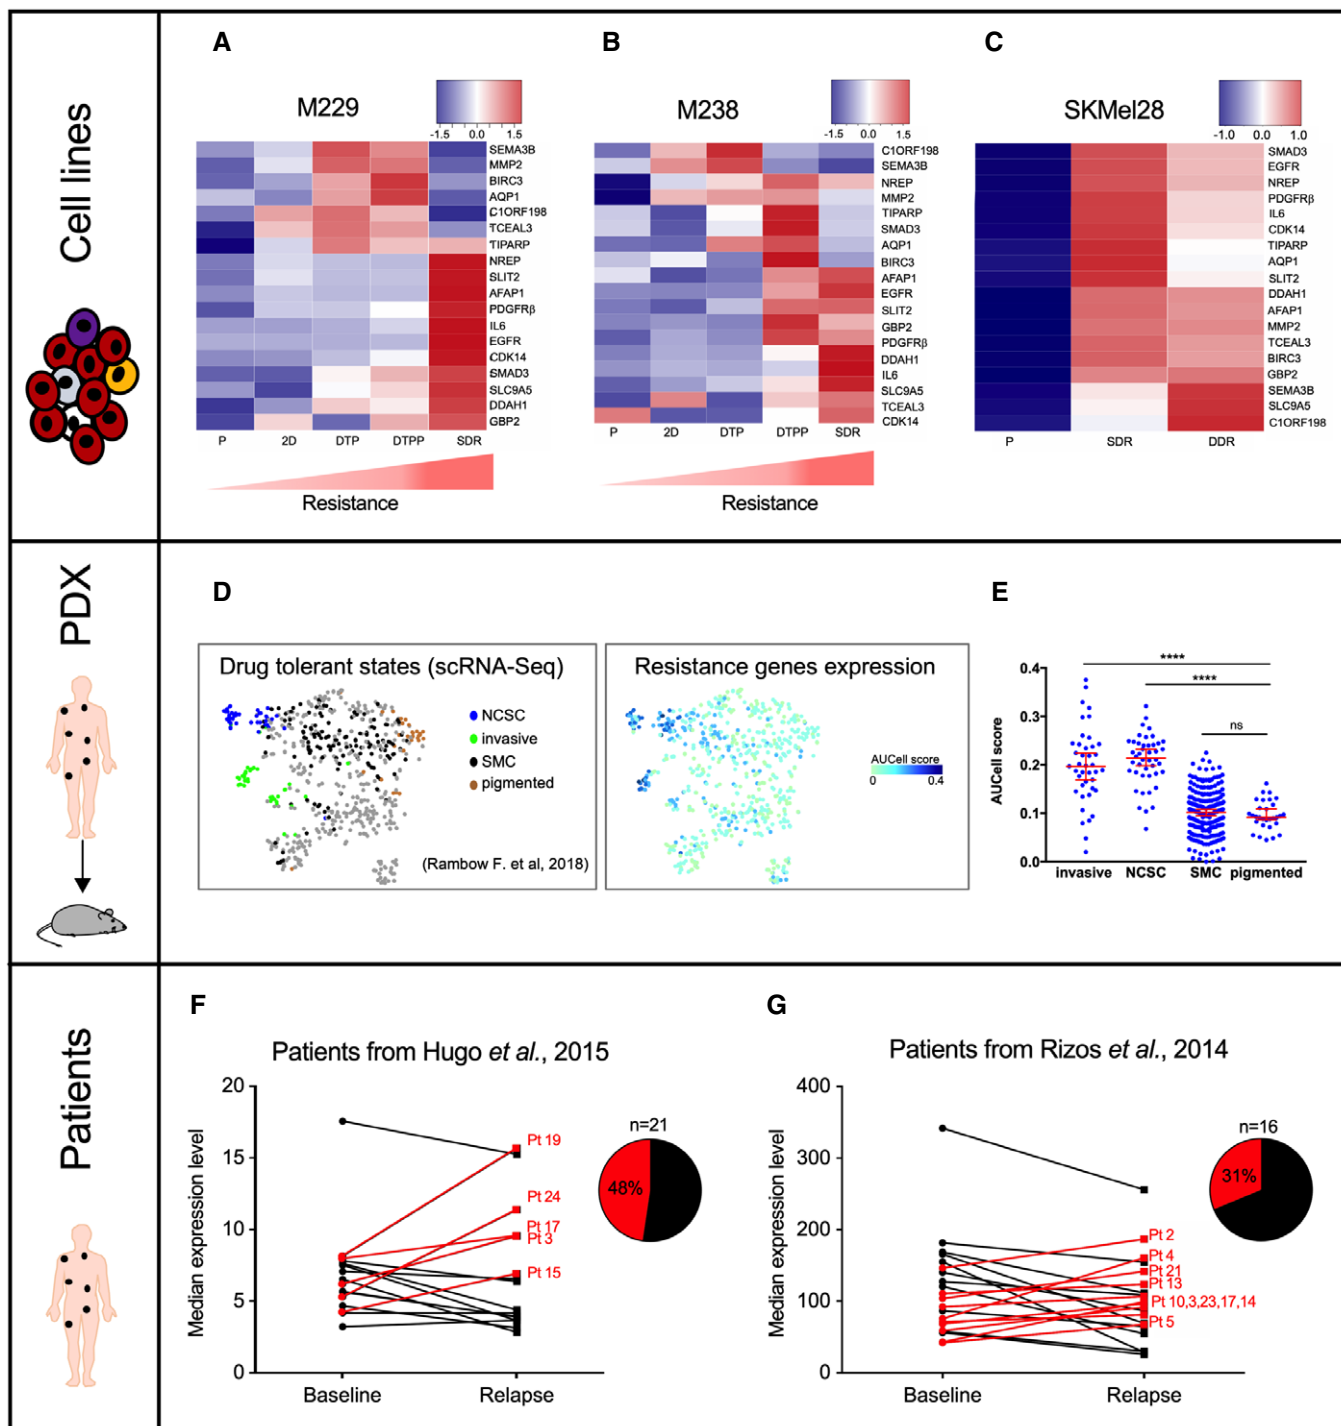 Cell lines
A
M229
-1.5 0.0 1.5
SEMA3B
MMP2
BIRC3
AQP1
C1ORF198
TCEAL3
TIPARP
NREP
SLIT2
AFAP1
PDGFRβ
IL6
EGFR
CDK14
SMAD3
SLC9A5
DDAH1
GBP2
P 2D DTP DTPP SDR
Resistance
B
M238
-1.5 0.0 1.5
C1ORF198
SEMA3B
NREP
MMP2
TIPARP
SMAD3
AQP1
BIRC3
AFAP1
EGFR
SLIT2
GBP2
PDGFRβ
DDAH1
IL6
SLC9A5
TCEAL3
CDK14
P 2D DTP DTPP SDR
Resistance
C
SKMel28
-1.0 0.0 1.0
SMAD3
EGFR
NREP
PDGFRβ
IL6
CDK14
TIPARP
AQP1
SLIT2
DDAH1
AFAP1
MMP2
TCEAL3
BIRC3
GBP2
SEMA3B
SLC9A5
C1ORF198
P SDR DDR
PDX
D
Drug tolerant states (scRNA-Seq)
NCSC
invasive
SMC
pigmented
(Rambow F. et al, 2018)
Resistance genes expression
AUCell score
0 0.4
E
AUCell score
0.4
0.3
0.2
0.1
0.0
****
****
ns
invasive NCSC SMC pigmented
Patients
F
Patients from Hugo et al., 2015
Median expression level
20
15
10
5
0
Pt 19
Pt 24
Pt 17
Pt 3
Pt 15
n=21
48%
Baseline Relapse
G
Patients from Rizos et al., 2014
Median expression level
400
300
200
100
0
Pt 2
Pt 4
Pt 21
Pt 13
Pt 10,3,23,17,14
Pt 5
n=16
31%
Baseline Relapse